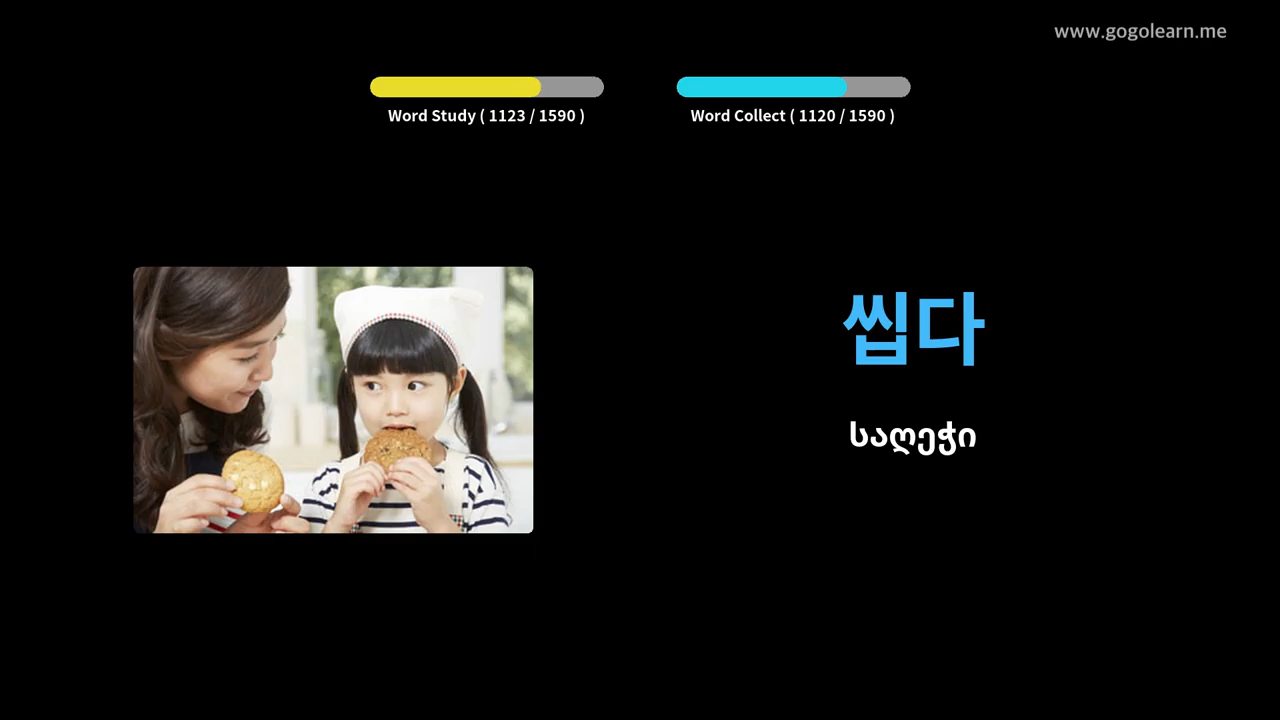 www.gogolearn.me
Word Study ( 1123 / 1590 )
Word Collect ( 1120 / 1590 )
씹다
საღეჭი